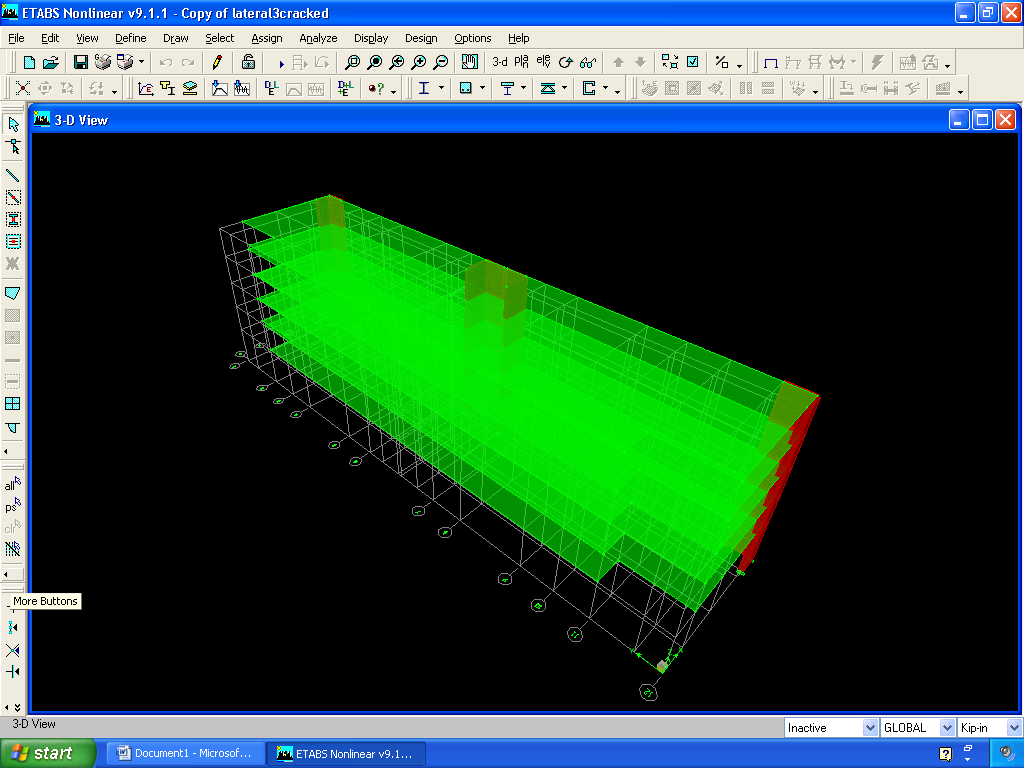 ETABS Nonlinear v9.1.1 - Copy of lateral3cracked
File Edit View Define Draw Select Assign Analyze Display Design Options Help
3-d
3-D View
all
ps
clr
More Buttons
3-D View
Inactive GLOBAL Kip-in
start Document1 - Microsof... ETABS Nonlinear v9.1...